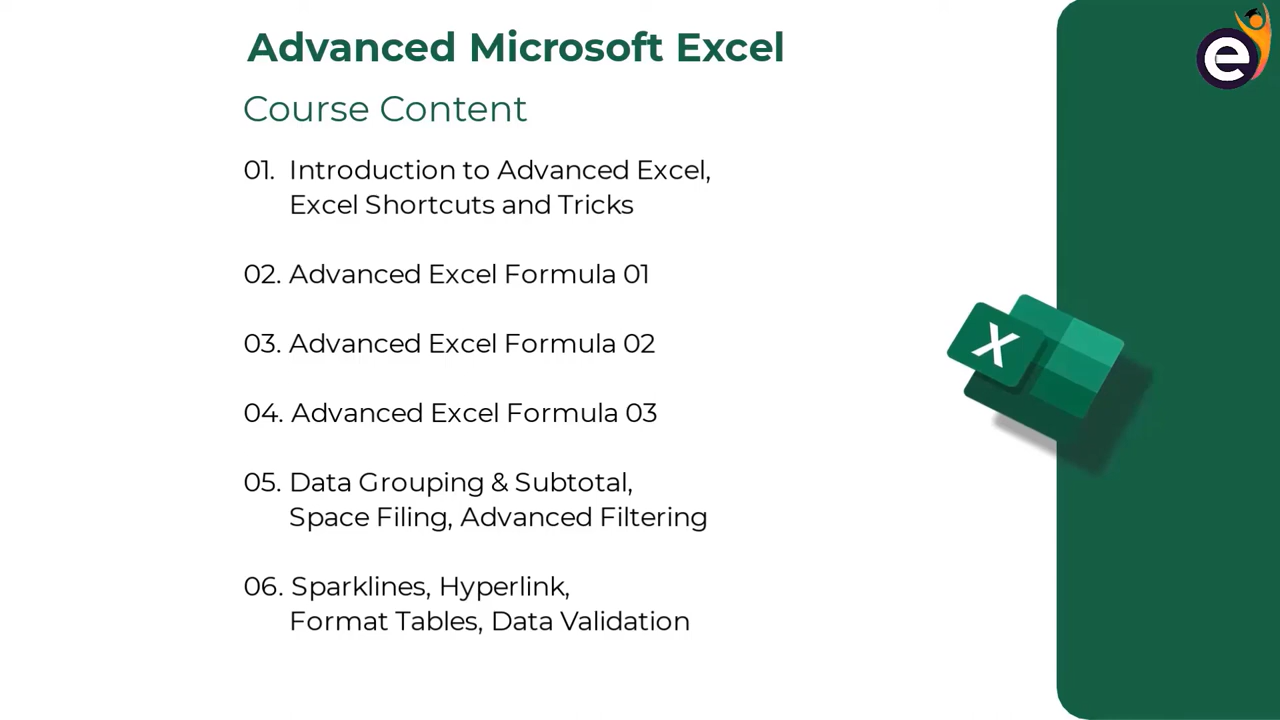 Advanced Microsoft Excel
Course Content
01. Introduction to Advanced Excel,
Excel Shortcuts and Tricks
02. Advanced Excel Formula 01
03. Advanced Excel Formula 02
04. Advanced Excel Formula 03
05. Data Grouping & Subtotal,
Space Filing, Advanced Filtering
06. Sparklines, Hyperlink,
Format Tables, Data Validation
X
e